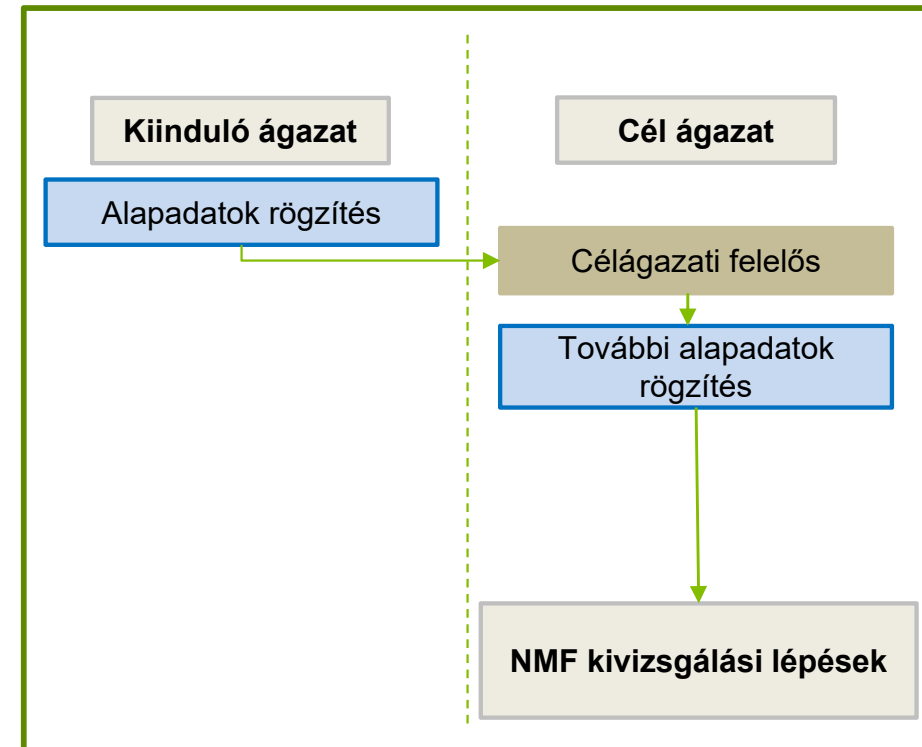 Kiinduló ágazat
Cél ágazat
Alapadatok rögzítés
Célágazati felelős
További alapadatok
rögzítés
NMF kivizsgálási lépések